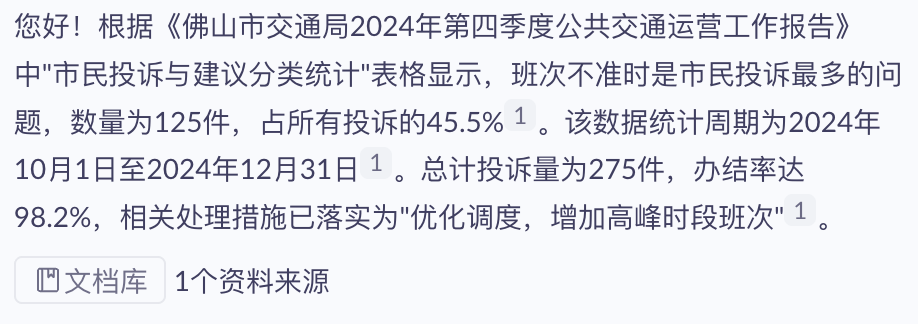 您好！根据《佛山市交通局2024年第四季度公共交通运营工作报告》
中"市民投诉与建议分类统计"表格显示，班次不准时是市民投诉最多的问
题，数量为125件，占所有投诉的45.5% 1 。该数据统计周期为2024年
10月1日至2024年12月31日 1 。总计投诉量为275件，办结率达
98.2%，相关处理措施已落实为"优化调度，增加高峰时段班次" 1 。
文档库 1个资料来源